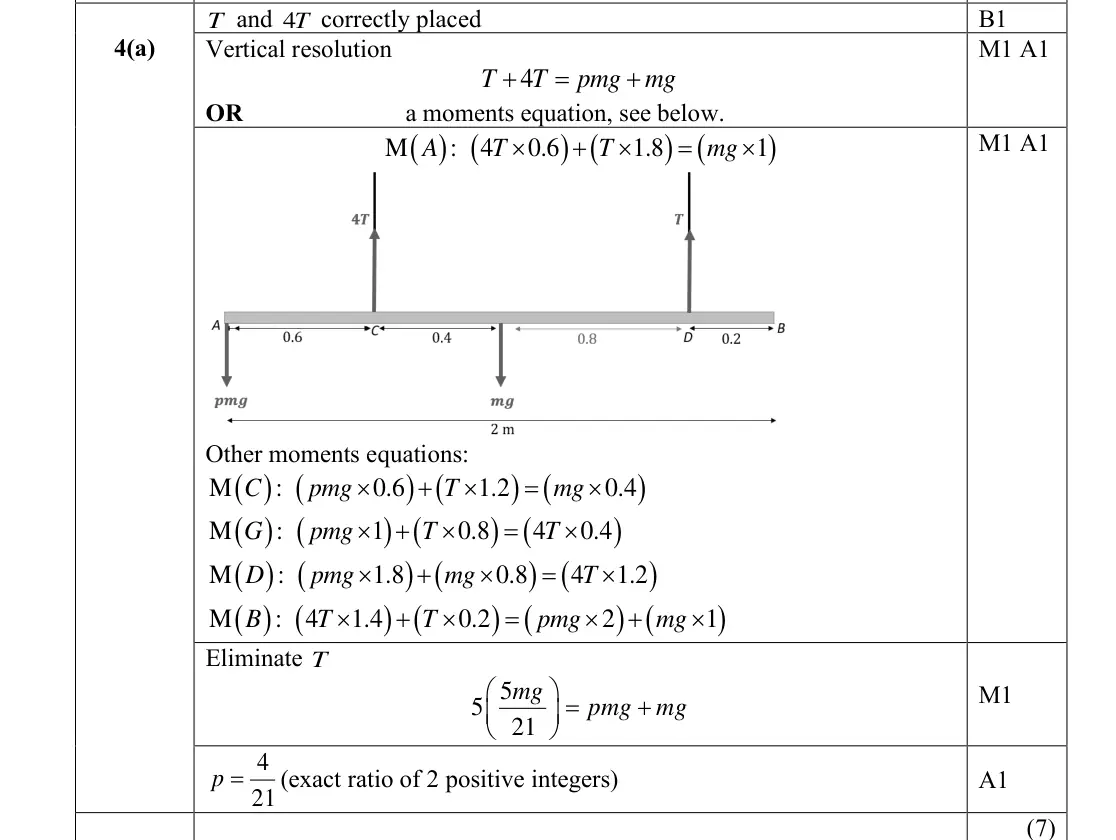 T and 4T correctly placed B1
4(a) Vertical resolution M1 A1
T + 4T = pmg + mg
OR a moments equation, see below.
M(A): (4T × 0.6) + (T × 1.8) = (mg × 1) M1 A1
4T T
A C D B
0.6 0.4 0.8 0.2
pmg mg
2 m
Other moments equations:
M(C): (pmg × 0.6) + (T × 1.2) = (mg × 0.4)
M(G): (pmg × 1) + (T × 0.8) = (4T × 0.4)
M(D): (pmg × 1.8) + (mg × 0.8) = (4T × 1.2)
M(B): (4T × 1.4) + (T × 0.2) = (pmg × 2) + (mg × 1)
Eliminate T
5(5mg/21) = pmg + mg M1
p = 4/21 (exact ratio of 2 positive integers) A1
(7)